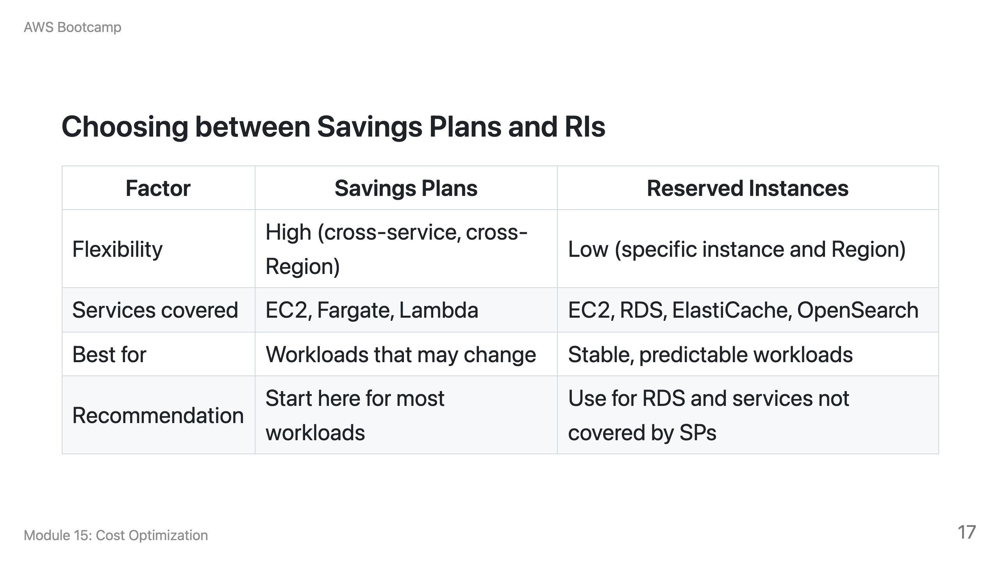 AWS Bootcamp
Choosing between Savings Plans and RIs
Factor
Savings Plans
Reserved Instances
Flexibility
High (cross-service, cross-
Region)
Low (specific instance and Region)
Services covered
EC2, Fargate, Lambda
EC2, RDS, ElastiCache, OpenSearch
Best for
Workloads that may change
Stable, predictable workloads
Recommendation
Start here for most
workloads
Use for RDS and services not
covered by SPs
Module 15: Cost Optimization
17